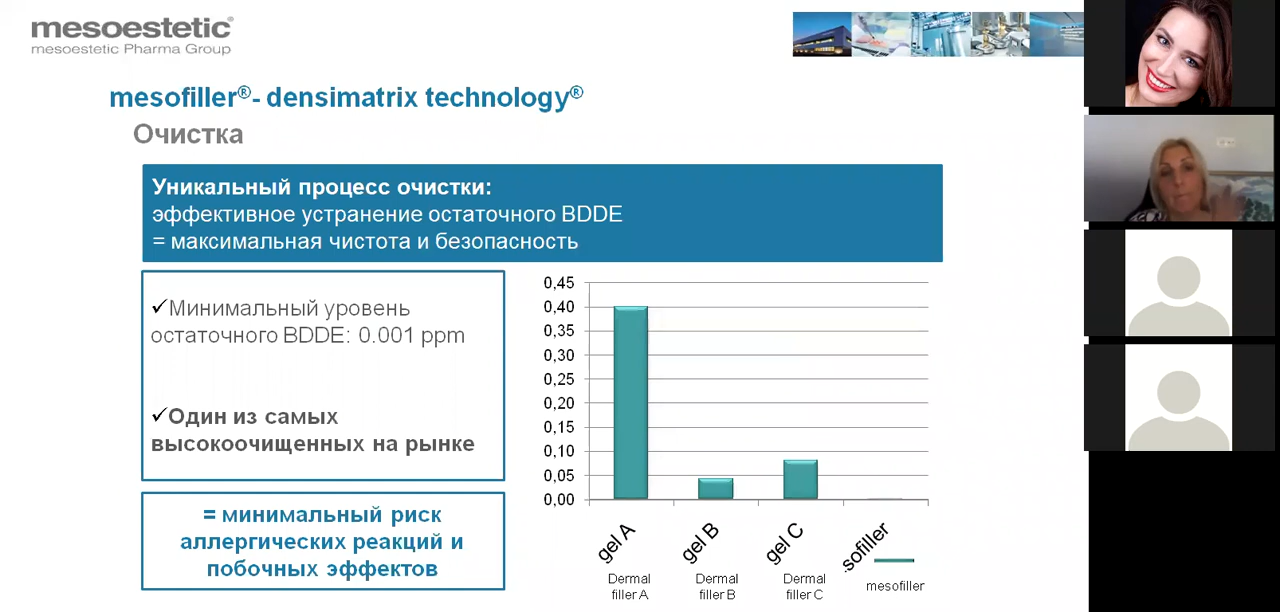 mesoestetic®
mesoestetic Pharma Group
mesofiller®- densimatrix technology®
Очистка
Уникальный процесс очистки:
эффективное устранение остаточного BDDE
= максимальная чистота и безопасность
✓Минимальный уровень
остаточного BDDE: 0.001 ppm
✓Один из самых
высокоочищенных на рынке
= минимальный риск
аллергических реакций и
побочных эффектов
0,45
0,40
0,35
0,30
0,25
0,20
0,15
0,10
0,05
0,00
gel A
gel B
gel C
.sofiller
Dermal
filler A
Dermal
filler B
Dermal
filler C
mesofiller